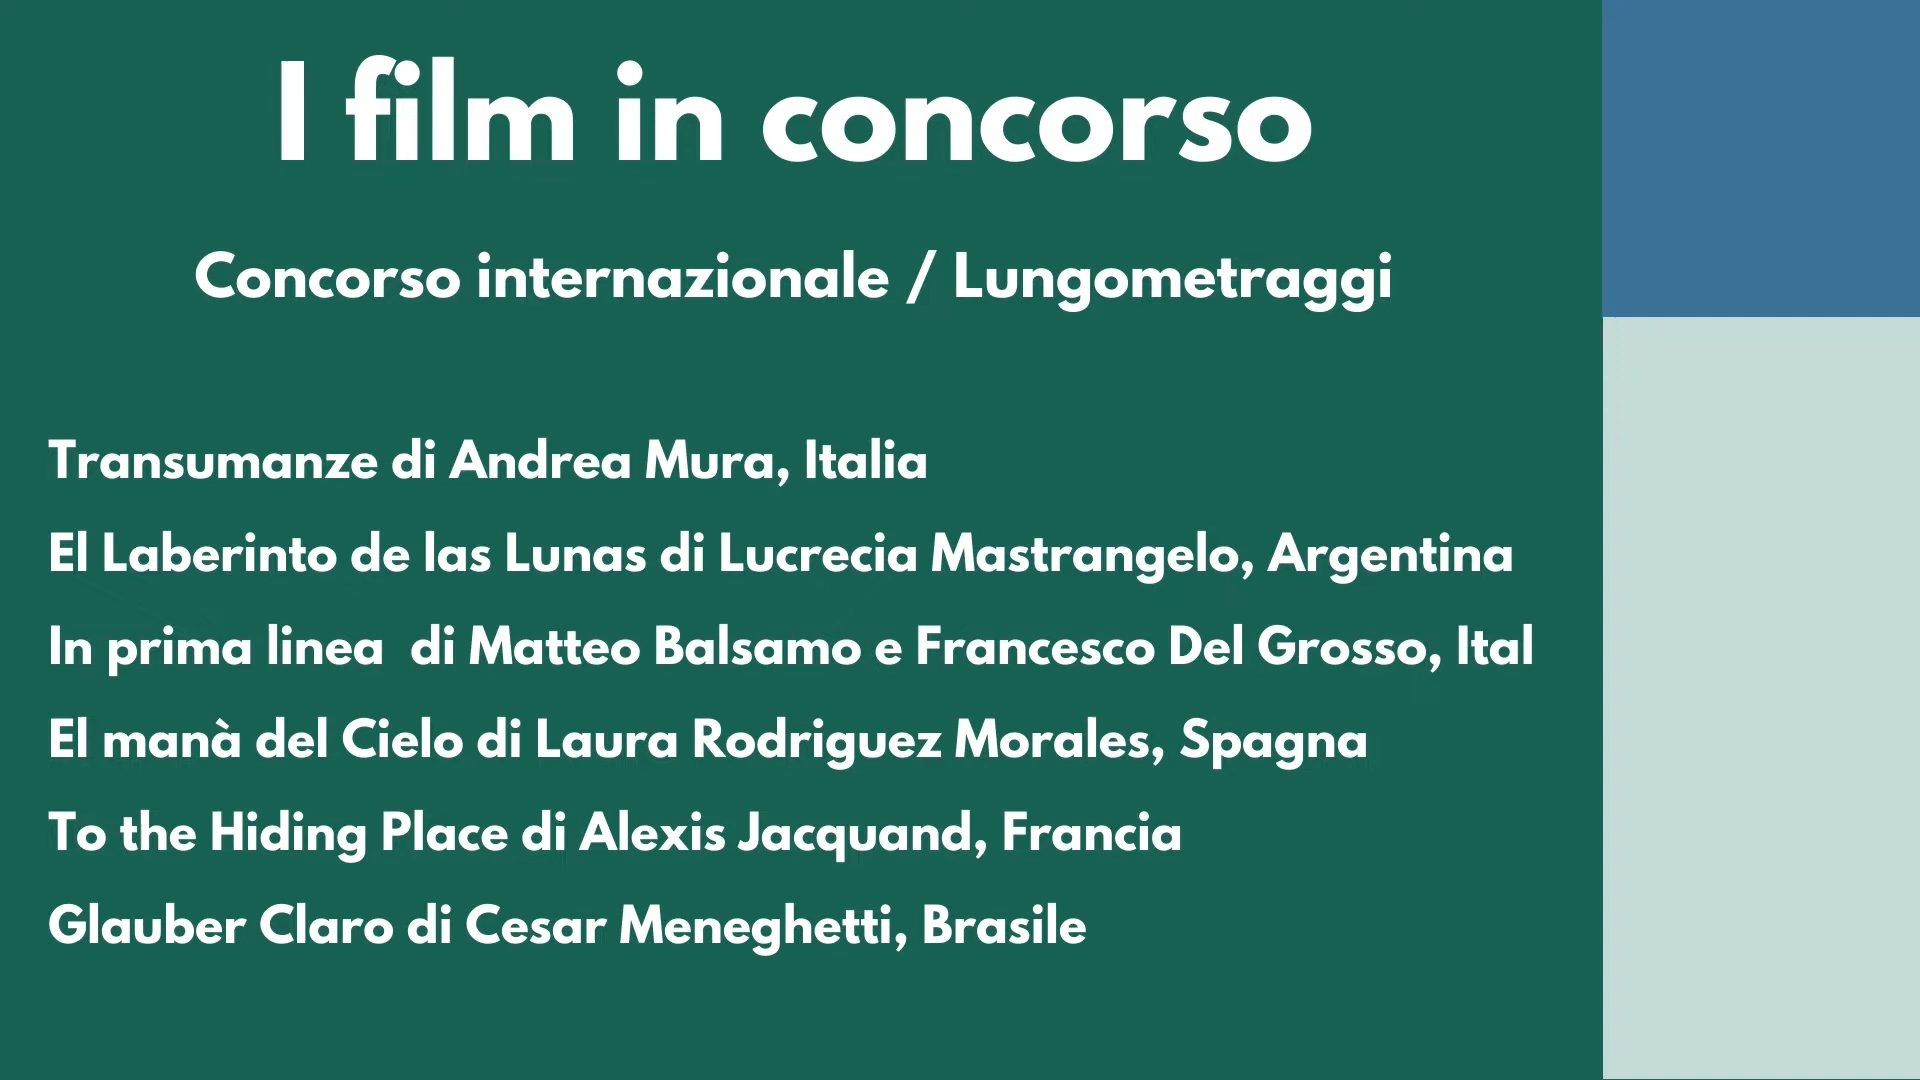 I film in concorso
Concorso internazionale / Lungometraggi
Transumanze di Andrea Mura, Italia
El Laberinto de las Lunas di Lucrecia Mastrangelo, Argentina
In prima linea  di Matteo Balsamo e Francesco Del Grosso, Ital
El manà del Cielo di Laura Rodriguez Morales, Spagna
To the Hiding Place di Alexis Jacquand, Francia
Glauber Claro di Cesar Meneghetti, Brasile